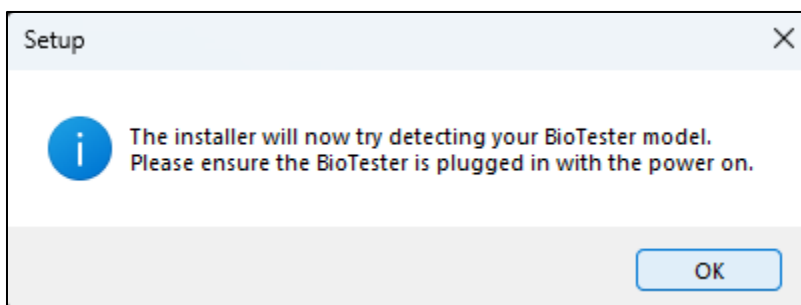 Setup
The installer will now try detecting your BioTester model.
Please ensure the BioTester is plugged in with the power on.
OK